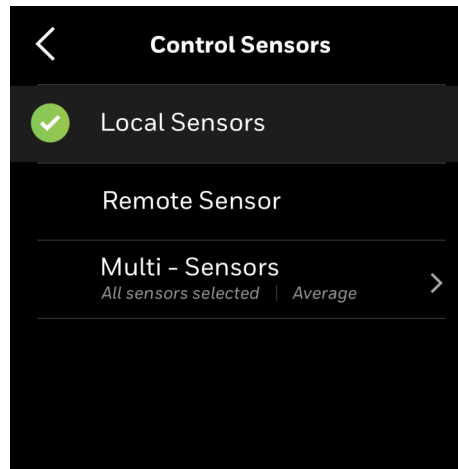 Control Sensors
Local Sensors
Remote Sensor
Multi - Sensors
All sensors selected | Average